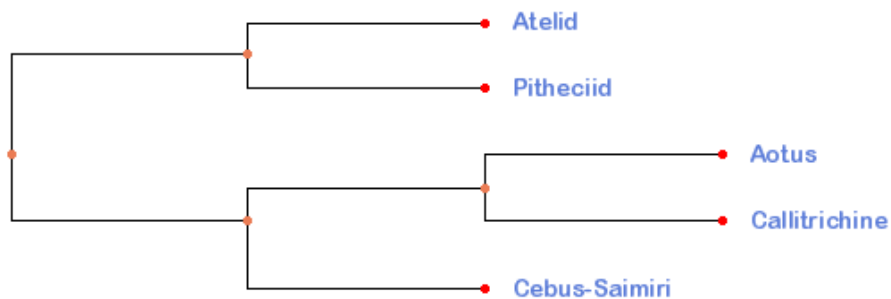 Atelid
Pitheciid
Aotus
Callitrichine
Cebus-Saimiri